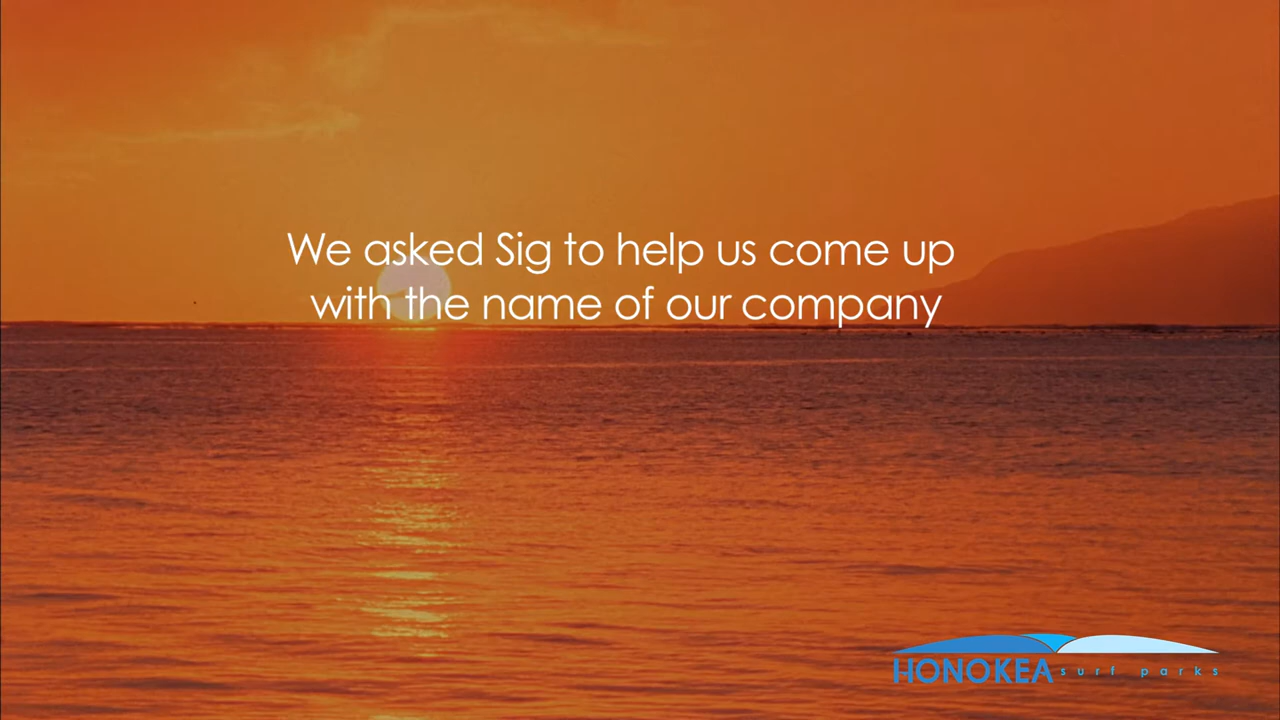 We asked Sig to help us come up
with the name of our company
HONOKEA surf parks